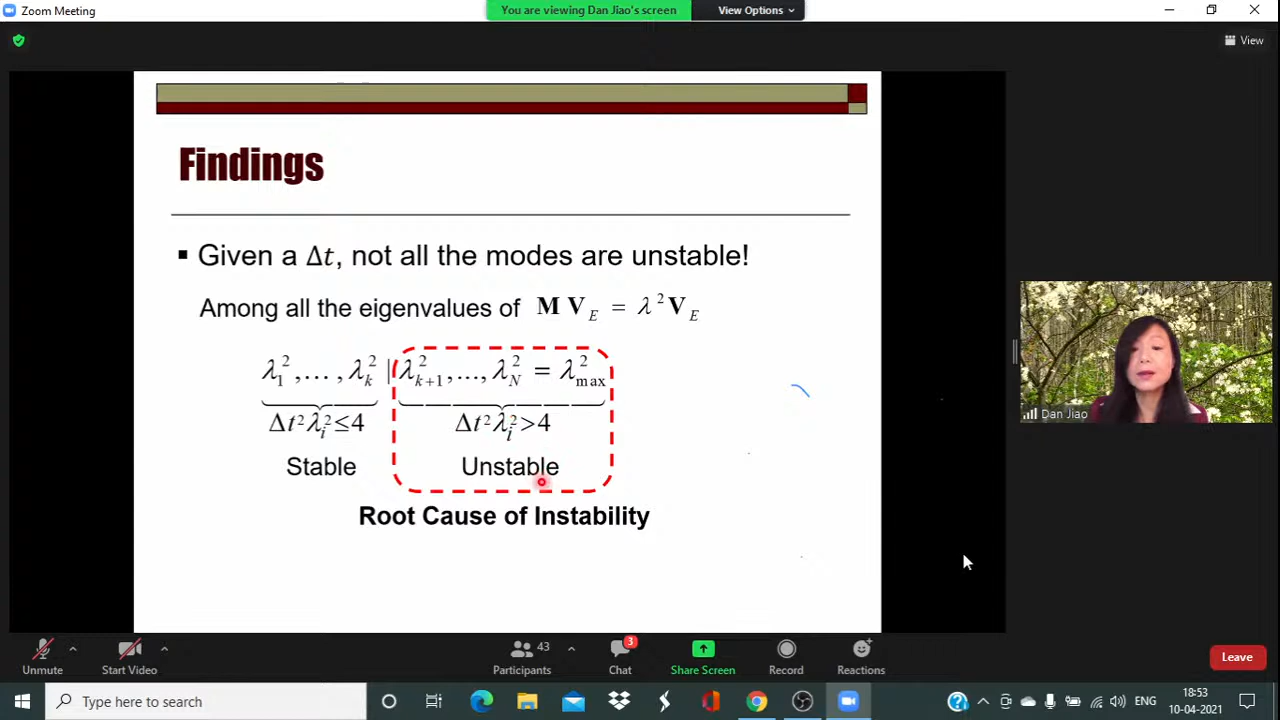 Zoom Meeting
You are viewing Dan Jiao's screen
View Options
View
Findings
Given a Δt, not all the modes are unstable!
Among all the eigenvalues of M V_E = λ² V_E
λ₁²,...,λ_k² | λ_{k+1}²,...,λ_N² = λ_max²
Δt²λ_i²≤4 Δt²λ_i²>4
Stable Unstable
Root Cause of Instability
Dan Jiao
43
3
Unmute Start Video Participants Chat Share Screen Record Reactions Leave
Type here to search
ENG
18:53
10-04-2021